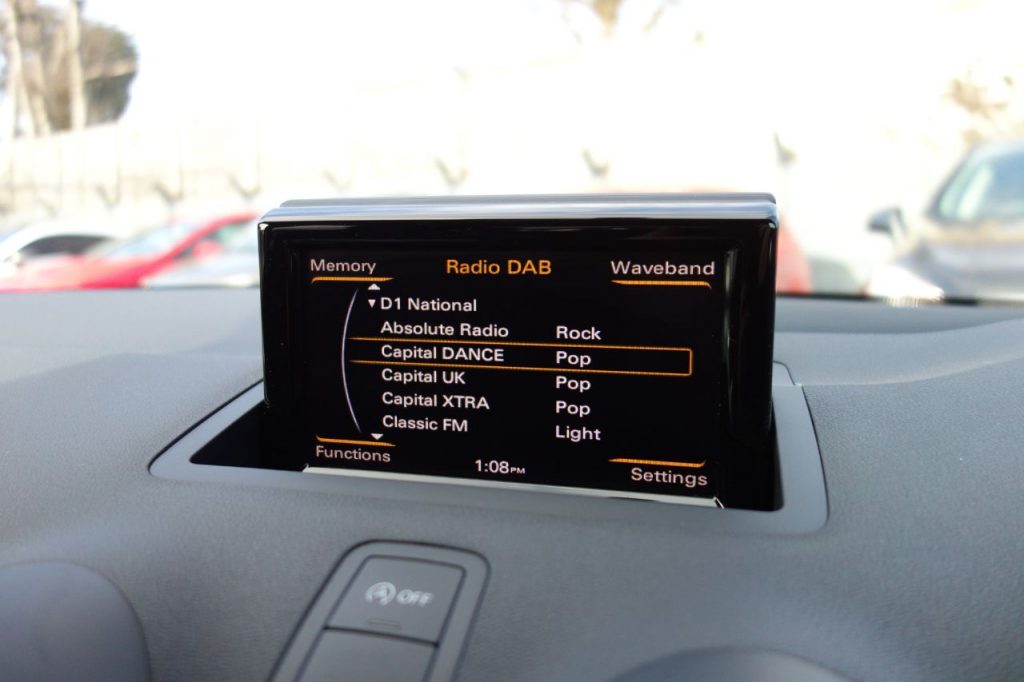 Memory Radio DAB Waveband
D1 National
Absolute Radio Rock
Capital DANCE Pop
Capital UK Pop
Capital XTRA Pop
Classic FM Light
Functions 1:08PM Settings
OFF